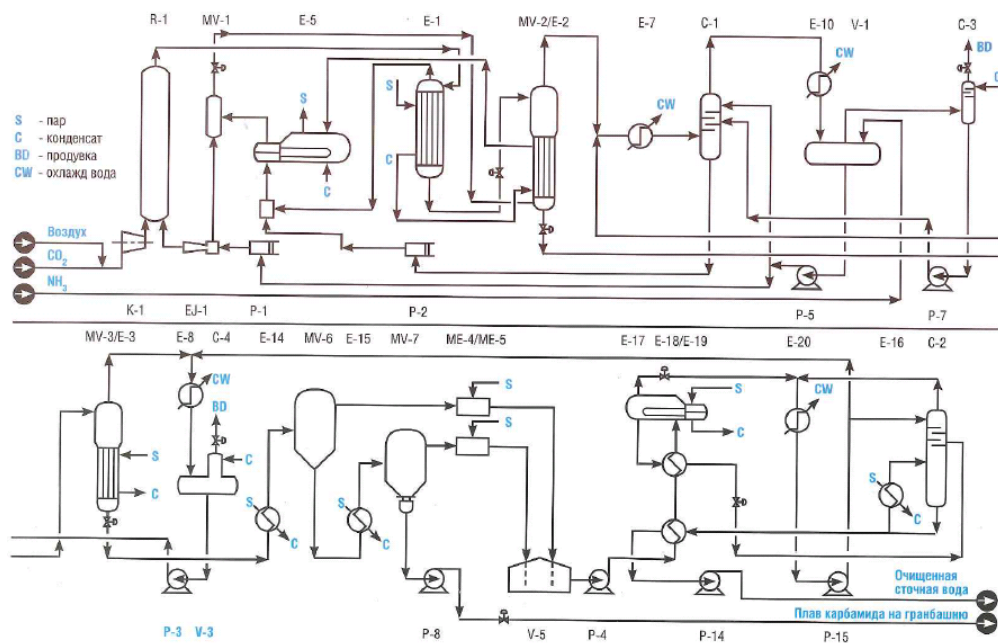 R-1 MV-1 E-5 E-1 MV-2/E-2 E-7 C-1 E-10 V-1 C-3
BD
CW
S
S
CW
S - пар
C - конденсат
BD - продувка
CW - охлажд вода
C
C
Воздух
CO2
NH3
K-1 EJ-1 P-1 P-2 P-5 P-7
MV-3/E-3 E-8 C-4 E-14 MV-6 E-15 MV-7 ME-4/ME-5 E-17 E-18/E-19 E-20 E-16 C-2
CW
S
S
BD
CW
S
C
S
C
C
S
S
S
C
C
C
Очищенная
сточная вода
Плав карбамида на гранбашню
P-3 V-3 P-8 V-5 P-4 P-14 P-15